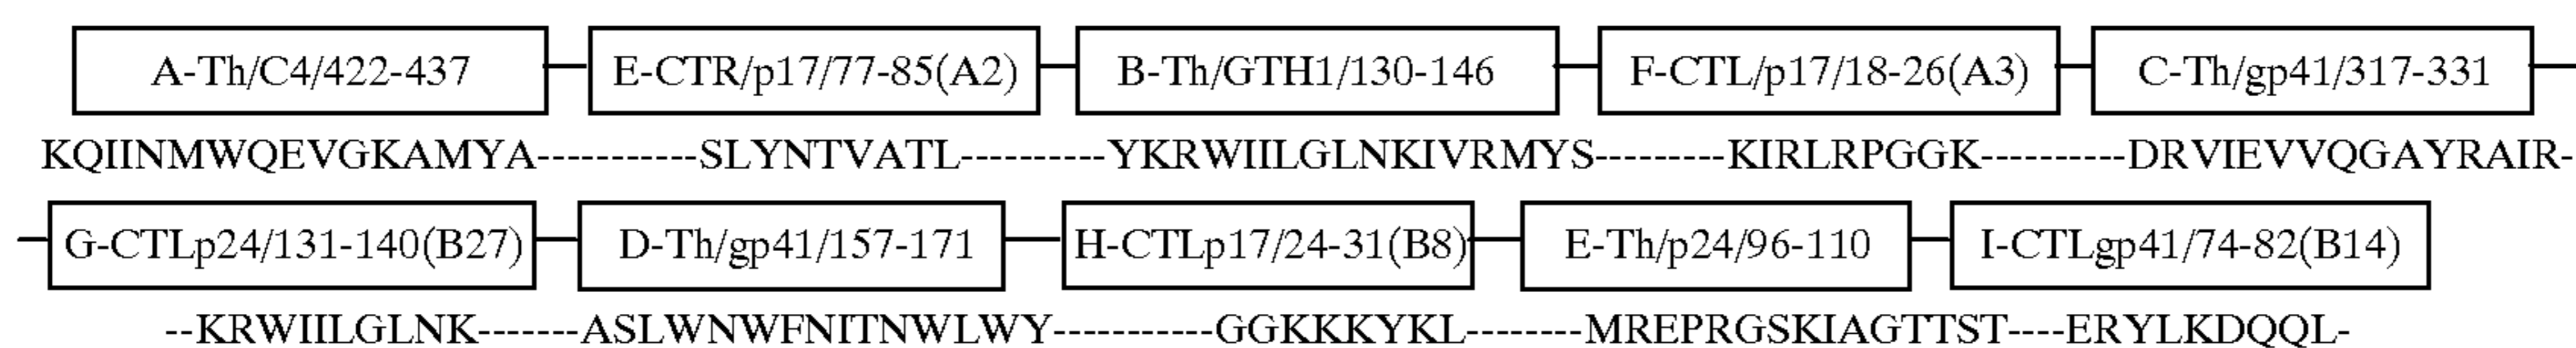 A-Th/C4/422-437 E-CTR/p17/77-85(A2) B-Th/GTH1/130-146 F-CTL/p17/18-26(A3) C-Th/gp41/317-331
KQIINMWQEVGKAMYA----------SLYNTVATL---------YKRWIILGLNKIVRMYS--------KIRLRPGGK---------DRVIEVVQGAYRAIR-
G-CTLp24/131-140(B27) D-Th/gp41/157-171 H-CTLp17/24-31(B8) E-Th/p24/96-110 I-CTLgp41/74-82(B14)
--KRWIILGLNK-------ASLWNWFNITNWLWY-----------GGKKKYKL--------MREPRGSKIAGTTST----ERYLKDQQL-